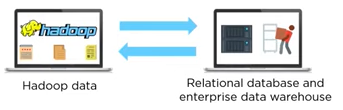 hadoop
Hadoop data
Relational database and
enterprise data warehouse